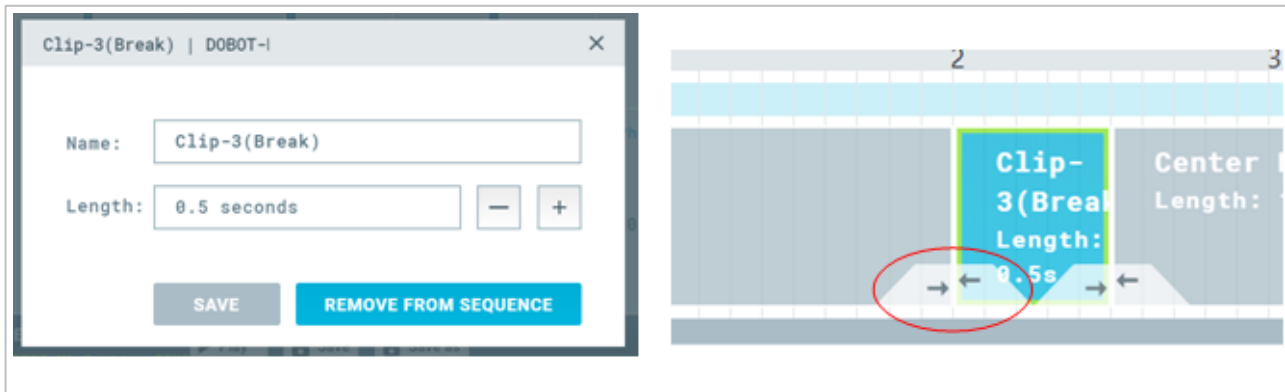 Clip-3(Break) | DOBOT-
Name:
Clip-3(Break)
Length:
0.5 seconds
SAVE
REMOVE FROM SEQUENCE
2
3
Clip-
3(Break
Length:
0.5s
Center
Length: